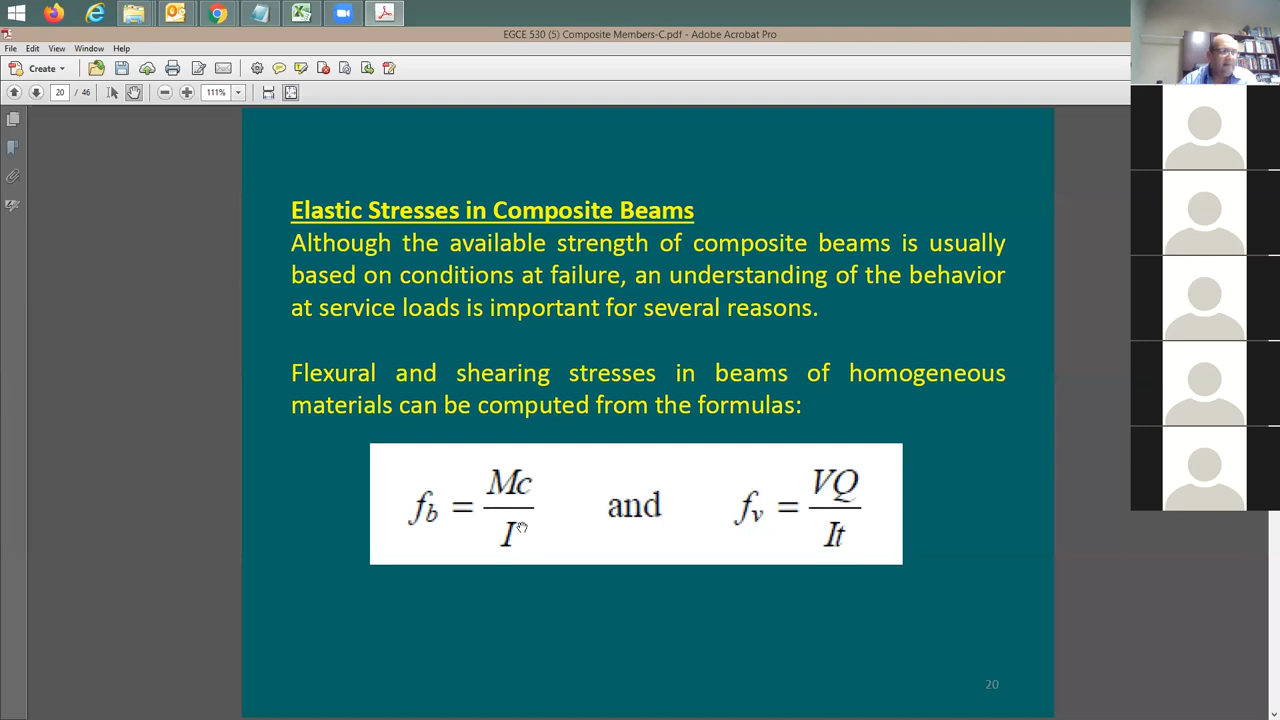 EGCE 530 (5) Composite Members-C.pdf - Adobe Acrobat Pro
File Edit View Window Help
Create
20 / 46 111%
Elastic Stresses in Composite Beams
Although the available strength of composite beams is usually
based on conditions at failure, an understanding of the behavior
at service loads is important for several reasons.
Flexural and shearing stresses in beams of homogeneous
materials can be computed from the formulas:
f_b = Mc/I and f_v = VQ/It
20